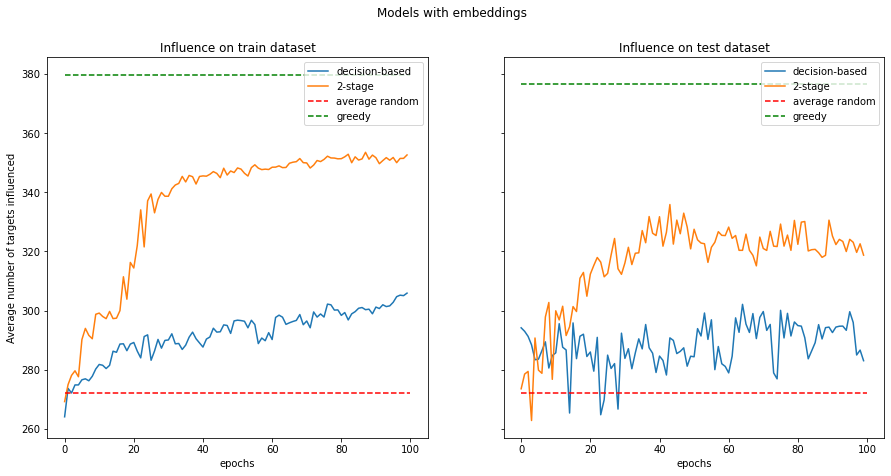 Models with embeddings
Influence on train dataset
Average number of targets influenced
380
360
340
320
300
280
260
decision-based
2-stage
average random
greedy
0
20
40
60
80
100
epochs
Influence on test dataset
decision-based
2-stage
average random
greedy
0
20
40
60
80
100
epochs